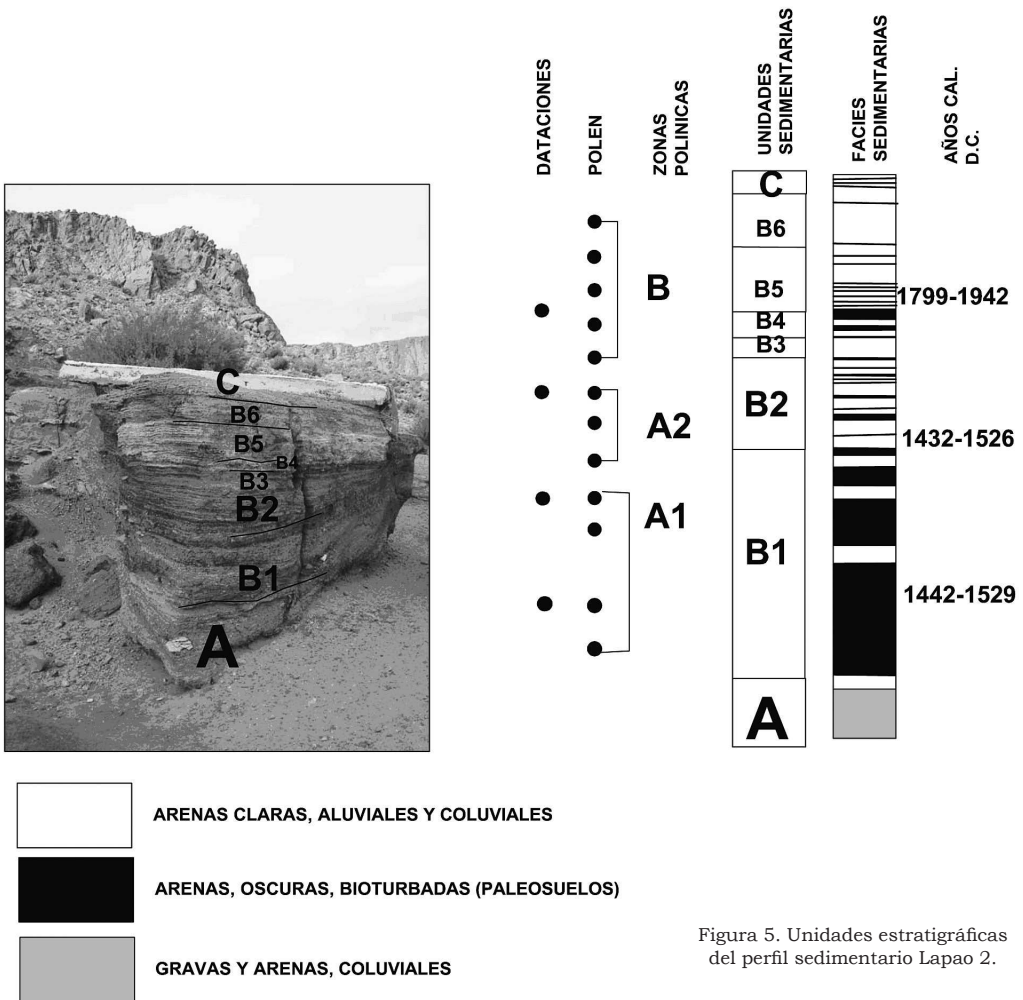 DATACIONES
POLEN
ZONAS
POLINICAS
UNIDADES
SEDIMENTARIAS
FACIES
SEDIMENTARIAS
AÑOS CAL.
D.C.
C
B6
B5
B4
B3
B2
B1
A
B
A2
A1
C
B6
B5
B4
B3
B2
B1
A
1799-1942
1432-1526
1442-1529
ARENAS CLARAS, ALUVIALES Y COLUVIALES
ARENAS, OSCURAS, BIOTURBADAS (PALEOSUELOS)
GRAVAS Y ARENAS, COLUVIALES
Figura 5. Unidades estratigráficas
del perfil sedimentario Lapao 2.